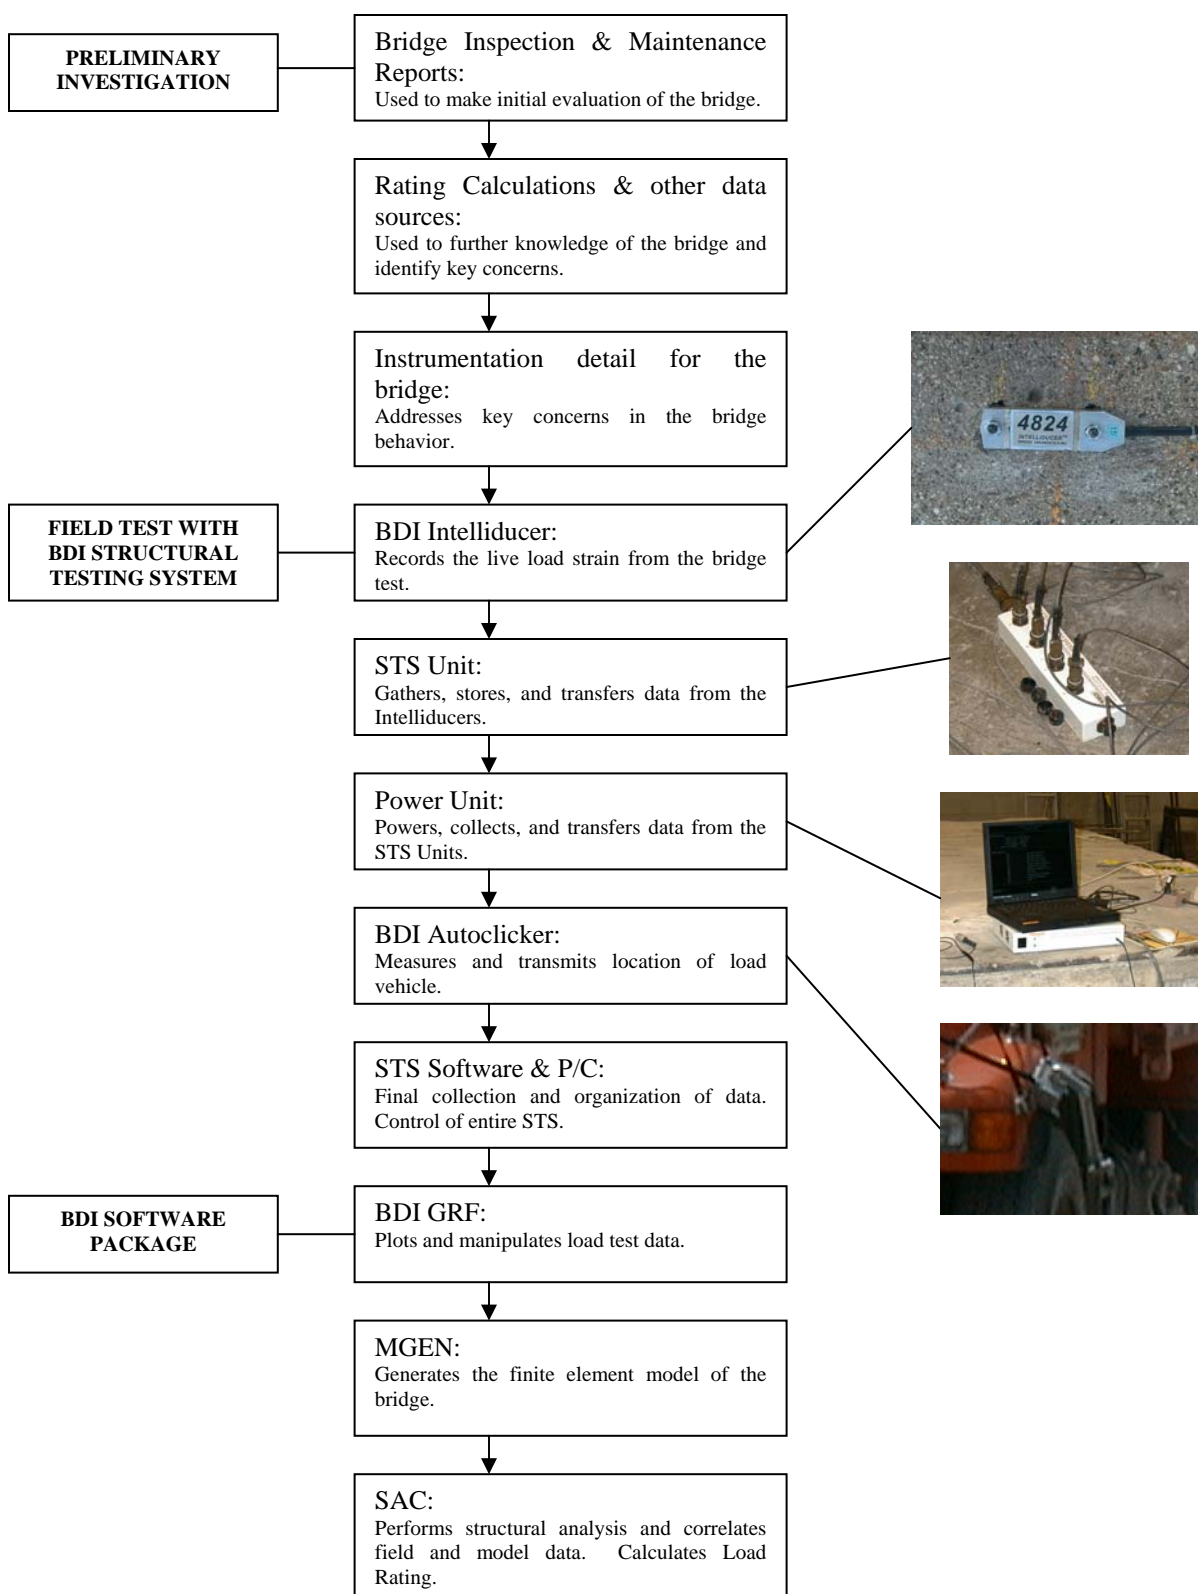 PRELIMINARY
INVESTIGATION
Bridge Inspection & Maintenance
Reports:
Used to make initial evaluation of the bridge.
Rating Calculations & other data
sources:
Used to further knowledge of the bridge and
identify key concerns.
Instrumentation detail for the
bridge:
Addresses key concerns in the bridge
behavior.
4824
INTELLIDUCER
FIELD TEST WITH
BDI STRUCTURAL
TESTING SYSTEM
BDI Intelliducer:
Records the live load strain from the bridge
test.
STS Unit:
Gathers, stores, and transfers data from the
Intelliducers.
Power Unit:
Powers, collects, and transfers data from the
STS Units.
BDI Autoclicker:
Measures and transmits location of load
vehicle.
STS Software & P/C:
Final collection and organization of data.
Control of entire STS.
BDI SOFTWARE
PACKAGE
BDI GRF:
Plots and manipulates load test data.
MGEN:
Generates the finite element model of the
bridge.
SAC:
Performs structural analysis and correlates
field and model data. Calculates Load
Rating.